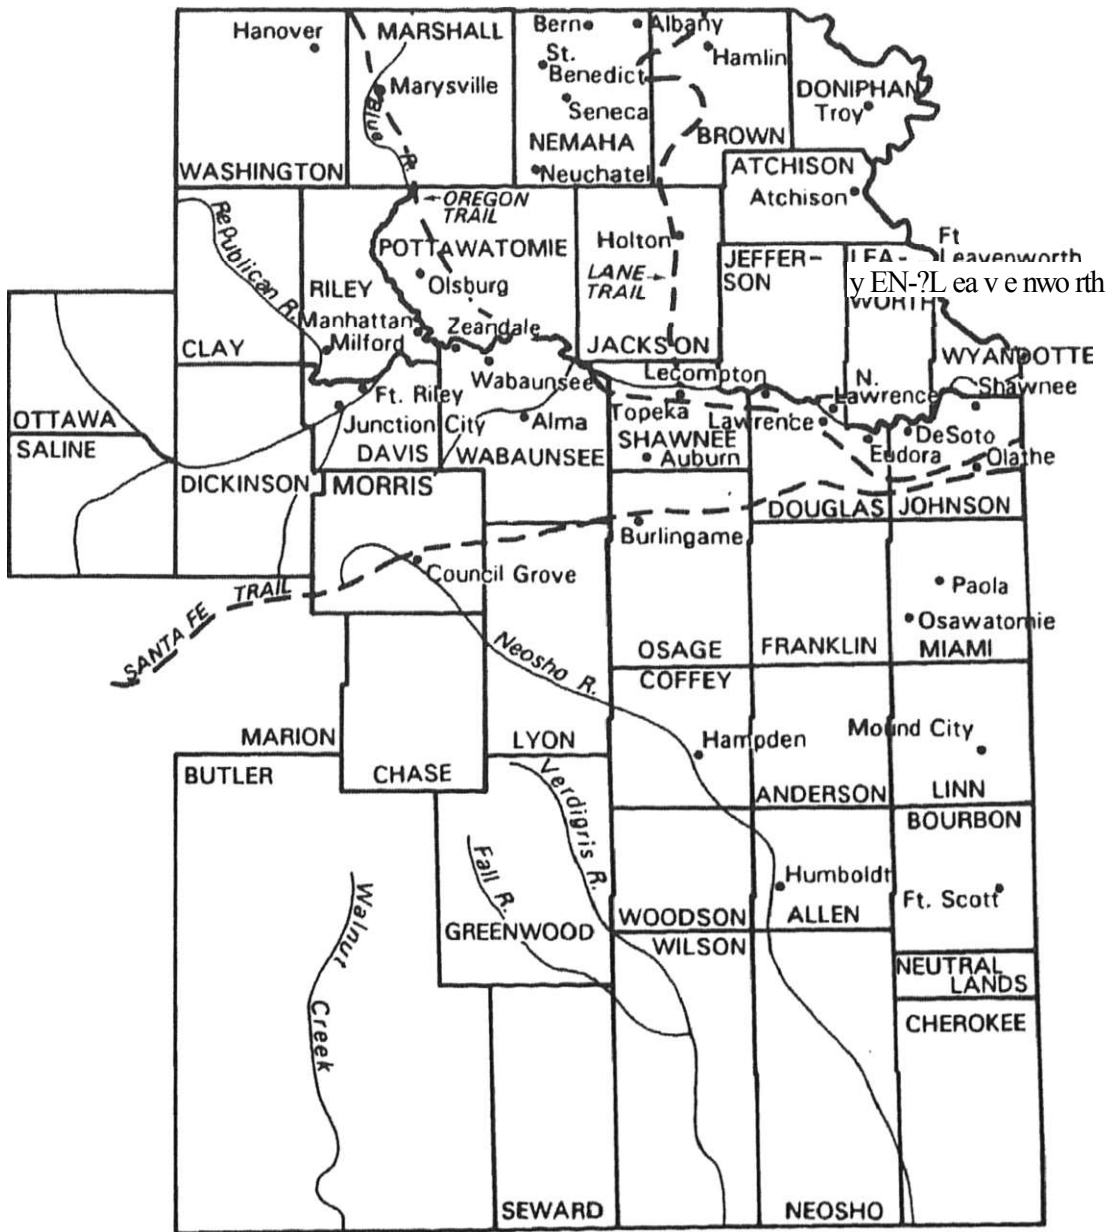 Hanover
MARSHALL
Bern
Albany
Hamlin
St.
Benedict
Marysville
Seneca
DONIPHAN
Troy
Blue R.
NEMAHA
BROWN
WASHINGTON
Neuchatel
ATCHISON
Atchison
OREGON
TRAIL
Republican R.
POTTAWATOMIE
Holton
Ft
Leavenworth
JEFFER-
SON
LEA-
y EN-?L ea v e nwo rth
WORTH
LANE
TRAIL
Olsburg
RILEY
Manhattan
Zeandale
Milford
CLAY
JACKSON
WYANDOTTE
Wabaunsee
Lecompton
N.
Lawrence
Shawnee
Ft. Riley
OTTAWA
Junction City
Alma
Topeka
Lawrence
DeSoto
SALINE
DAVIS
WABAUNSEE
SHAWNEE
Auburn
Eudora
Olathe
DICKINSON
MORRIS
DOUGLAS
JOHNSON
Burlingame
Council Grove
SANTA FE TRAIL
Paola
Osawatomie
Neosho R.
OSAGE
FRANKLIN
MIAMI
COFFEY
MARION
LYON
Hampden
Mound City
BUTLER
CHASE
ANDERSON
LINN
Verdigris R.
BOURBON
Fall R.
Humboldt
Ft. Scott
Walnut Creek
GREENWOOD
WOODSON
ALLEN
WILSON
NEUTRAL
LANDS
CHEROKEE
SEWARD
NEOSHO